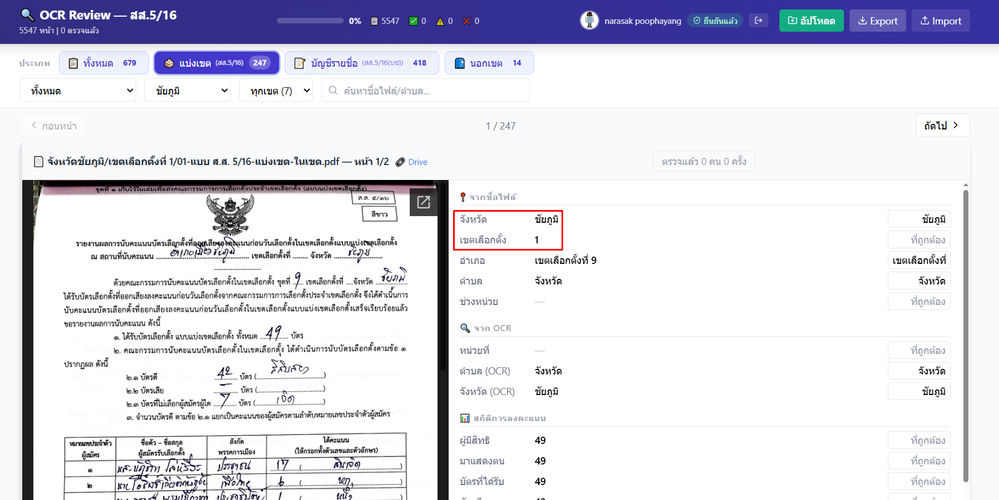 OCR Review — สส.5/16
5547 หน้า | 0 ตรวจแล้ว
0% 5547 0 0 0
narasak poophayang ยืนยันแล้ว
อัปโหลด Export Import
ประเภท ทั้งหมด 679 แบ่งเขต (สส.5/16) 247 บัญชีรายชื่อ (สส.5/16(บช)) 418 นอกเขต 14
ทั้งหมด ชัยภูมิ ทุกเขต (7) ค้นหาชื่อไฟล์/ตำบล...
ก่อนหน้า 1 / 247 ถัดไป
จังหวัดชัยภูมิ/เขตเลือกตั้งที่ 1/01-แบบ ส.ส. 5/16-แบ่งเขต-ในเขต.pdf — หน้า 1/2 Drive
ตรวจแล้ว 0 คน 0 ครั้ง
ชุดที่ ๑ เก็บไว้ในเล่มเพื่อส่งคณะกรรมการการเลือกตั้งประจำเขตเลือกตั้ง (แบบแบ่งเขตเลือกตั้ง)
ส.ส. ๕/๑๖
สีขาว
รายงานผลการนับคะแนนบัตรเลือกตั้งที่ออกเสียงลงคะแนนก่อนวันเลือกตั้งในเขตเลือกตั้งแบบแบ่งเขตเลือกตั้ง
ณ สถานที่นับคะแนน อำเภอเมืองชัยภูมิ เขตเลือกตั้งที่ ........ จังหวัด ชัยภูมิ
--------------------
ด้วยคณะกรรมการนับคะแนนบัตรเลือกตั้งในเขตเลือกตั้ง ชุดที่ 9 เขตเลือกตั้งที่ ....จังหวัด ชัยภูมิ
ได้รับบัตรเลือกตั้งที่ออกเสียงลงคะแนนก่อนวันเลือกตั้งจากคณะกรรมการการเลือกตั้งประจำเขตเลือกตั้ง จึงได้ดำเนินการ
นับคะแนนบัตรเลือกตั้งที่ออกเสียงลงคะแนนก่อนวันเลือกตั้งในเขตเลือกตั้งแบบแบ่งเขตเลือกตั้งเสร็จเรียบร้อยแล้ว
ขอรายงานผลการนับคะแนน ดังนี้
๑. ได้รับบัตรเลือกตั้ง แบบแบ่งเขตเลือกตั้ง ทั้งหมด 49 บัตร
๒. คณะกรรมการนับคะแนนบัตรเลือกตั้งในเขตเลือกตั้ง ได้ดำเนินการนับบัตรเลือกตั้งตามข้อ ๑
ปรากฏผล ดังนี้
๒.๑ บัตรดี 42 บัตร (สี่สิบสอง)
๒.๒ บัตรเสีย - บัตร (....................)
๒.๓ บัตรที่ไม่เลือกผู้สมัครผู้ใด 7 บัตร (เจ็ด)
๓. จำนวนบัตรดี ตามข้อ ๒.๑ แยกเป็นคะแนนของผู้สมัครตามลำดับหมายเลขประจำตัวผู้สมัคร
หมายเลขประจำตัว ชื่อตัว – ชื่อสกุล สังกัด ได้คะแนน
ผู้สมัคร ผู้สมัครรับเลือกตั้ง พรรคการเมือง (ให้กรอกทั้งตัวเลขและตัวอักษร)
๑ ประชาชน 17 (สิบเจ็ด)
๒ เพื่อไทย 6 (หก)
ประชาธิปัตย์ 1 หนึ่ง
จากชื่อไฟล์
จังหวัด ชัยภูมิ ชัยภูมิ
เขตเลือกตั้ง 1 ที่ถูกต้อง
อำเภอ เขตเลือกตั้งที่ 9 เขตเลือกตั้งที่
ตำบล จังหวัด จังหวัด
ช่วงหน่วย — ที่ถูกต้อง
จาก OCR
หน่วยที่ — ที่ถูกต้อง
ตำบล (OCR) จังหวัด จังหวัด
จังหวัด (OCR) ชัยภูมิ ชัยภูมิ
สถิติการลงคะแนน
ผู้มีสิทธิ 49 ที่ถูกต้อง
มาแสดงตน 49 ที่ถูกต้อง
บัตรที่ได้รับ 49 ที่ถูกต้อง